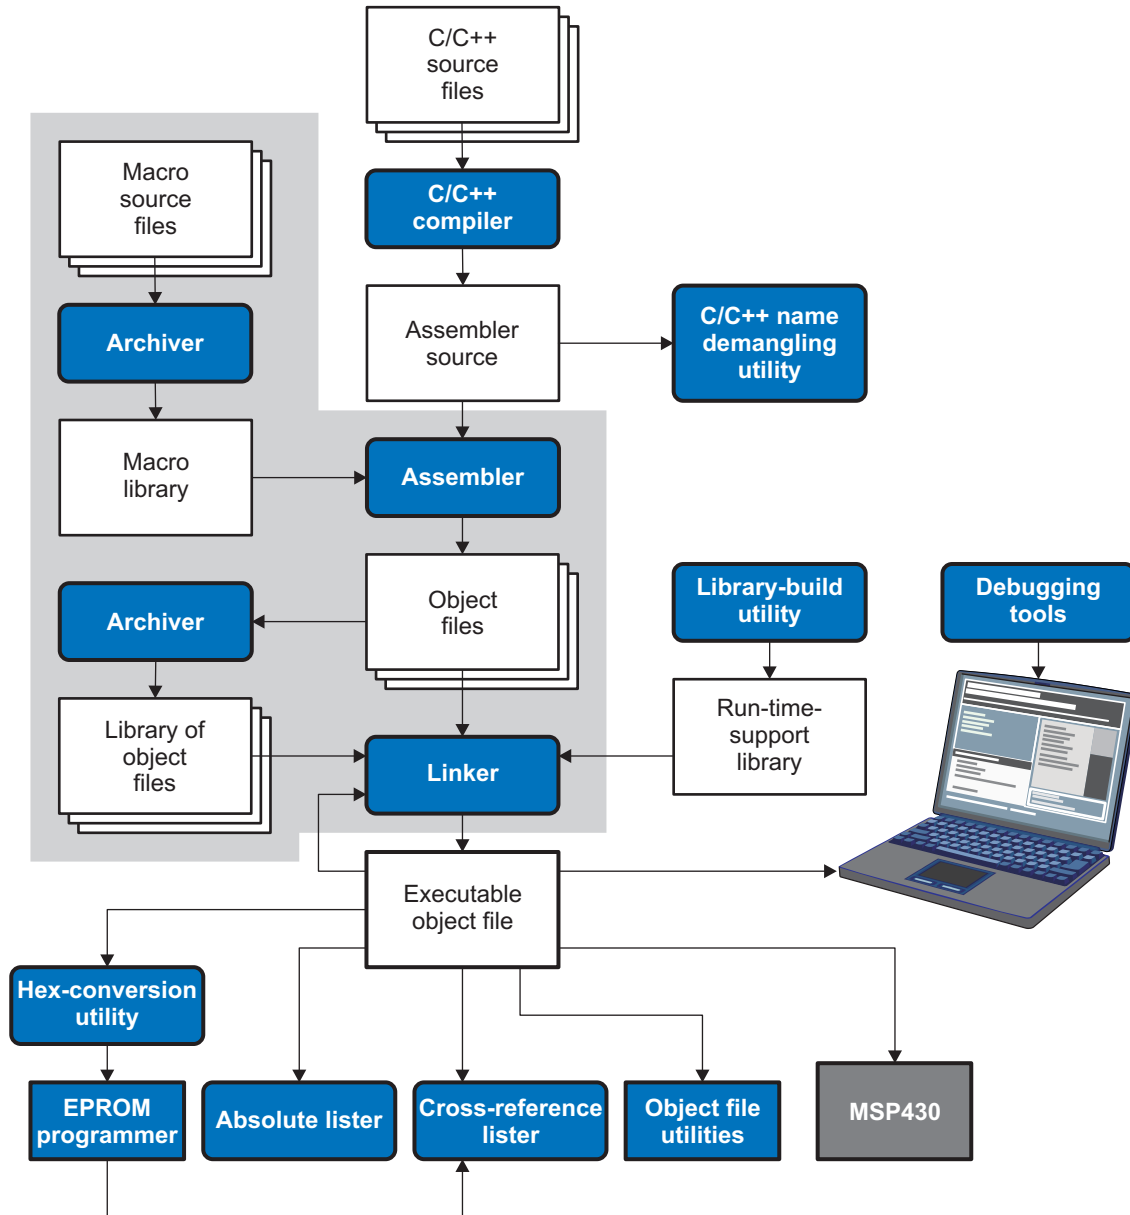 C/C++
source
files
Macro
source
files
C/C++
compiler
Archiver
Assembler
source
C/C++ name
demangling
utility
Macro
library
Assembler
Archiver
Object
files
Library-build
utility
Debugging
tools
Library of
object
files
Linker
Run-time-
support
library
Executable
object file
Hex-conversion
utility
EPROM
programmer
Absolute lister
Cross-reference
lister
Object file
utilities
MSP430